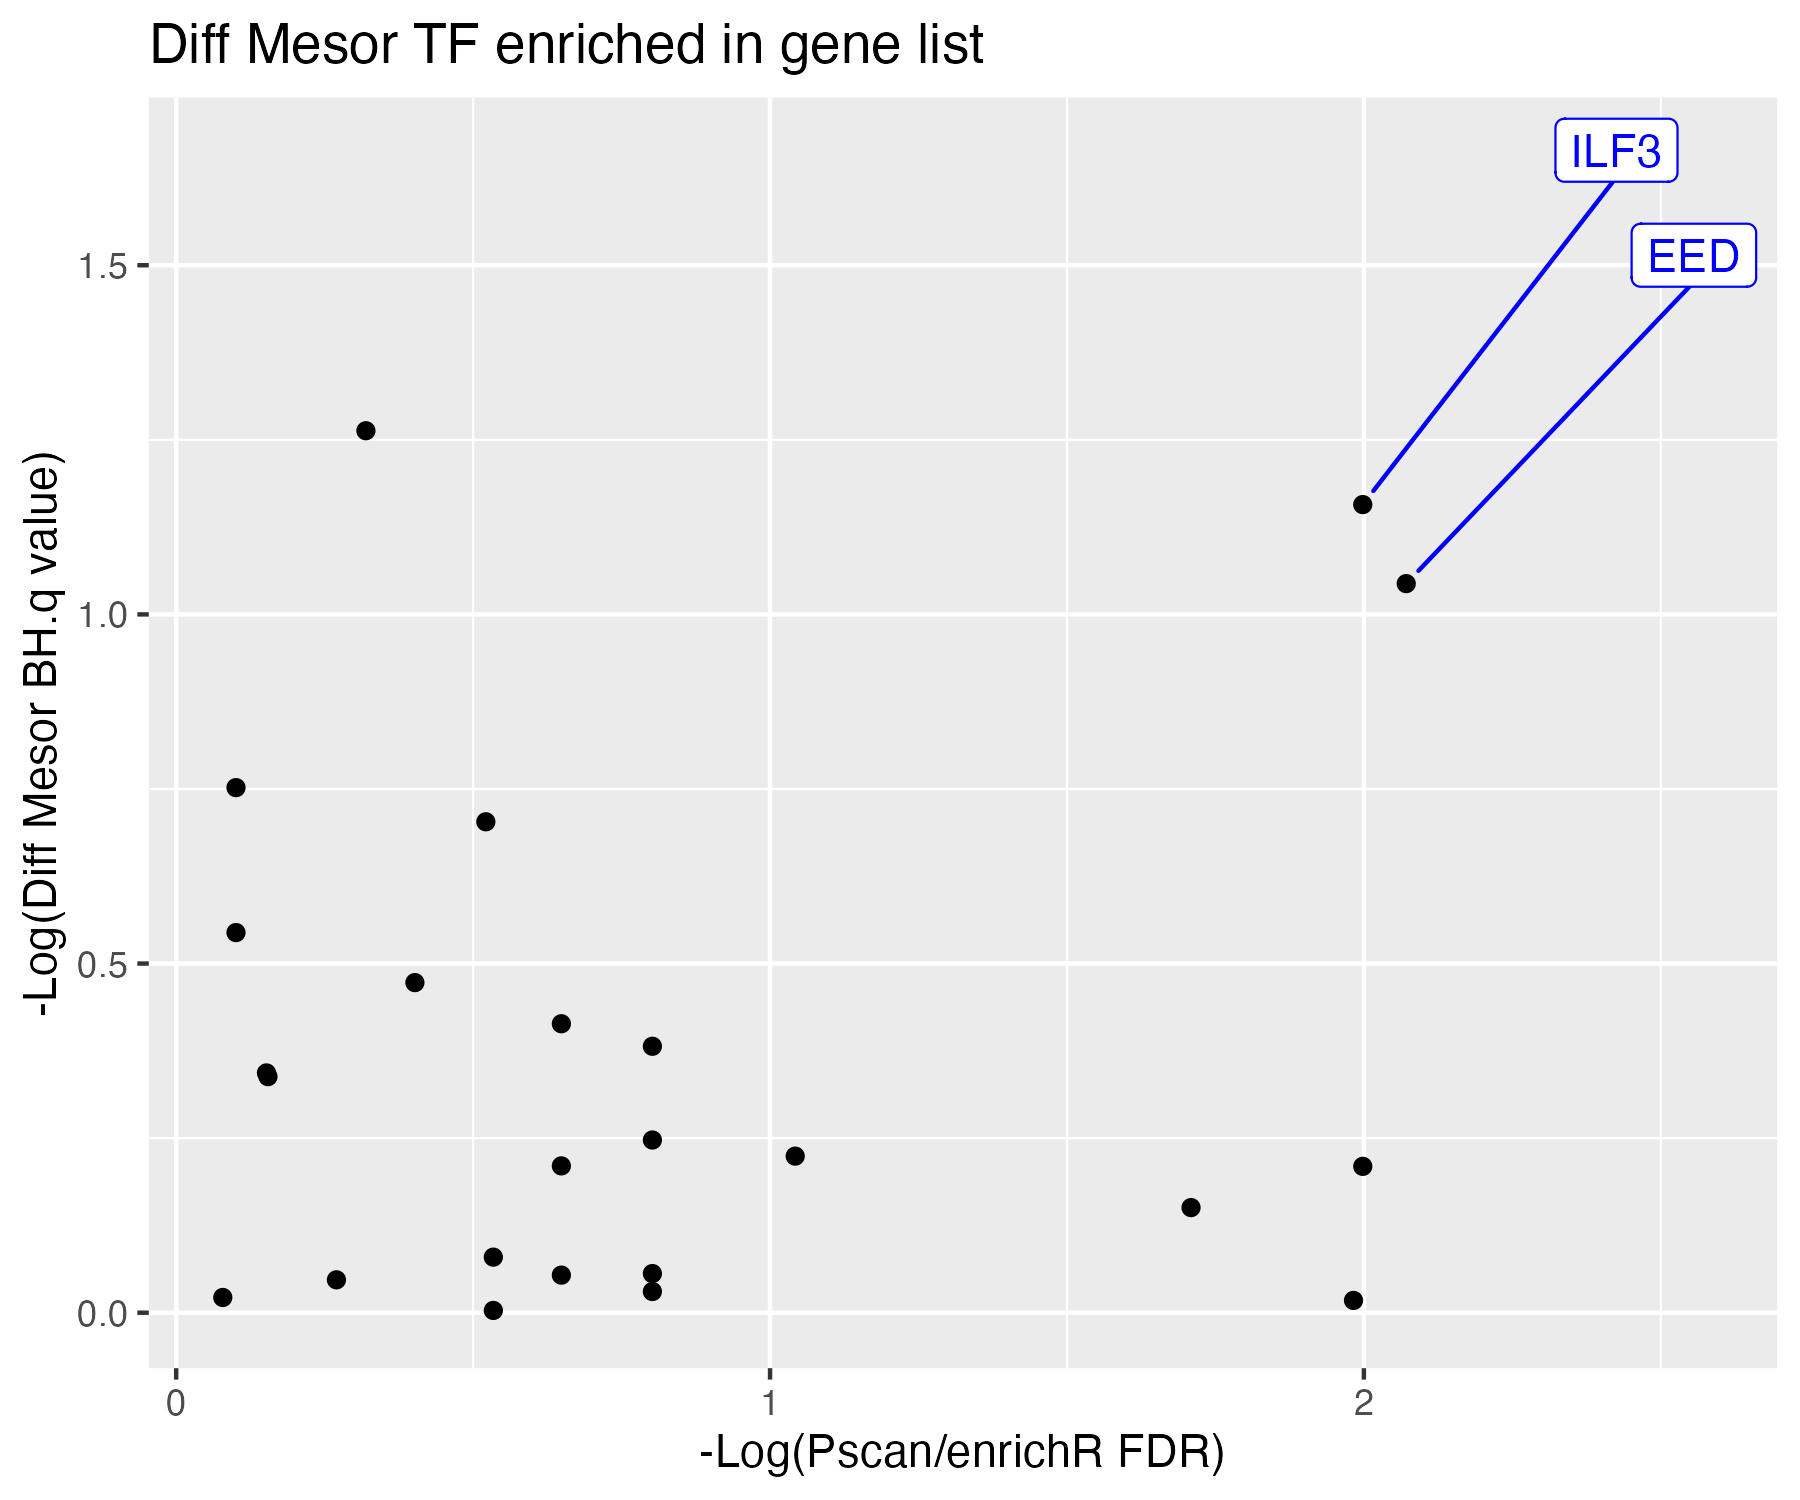 Diff Mesor TF enriched in gene list
ILF3
EED
1.5
1.0
0.5
0.0
-Log(Diff Mesor BH.q value)
0
1
2
-Log(Pscan/enrichR FDR)